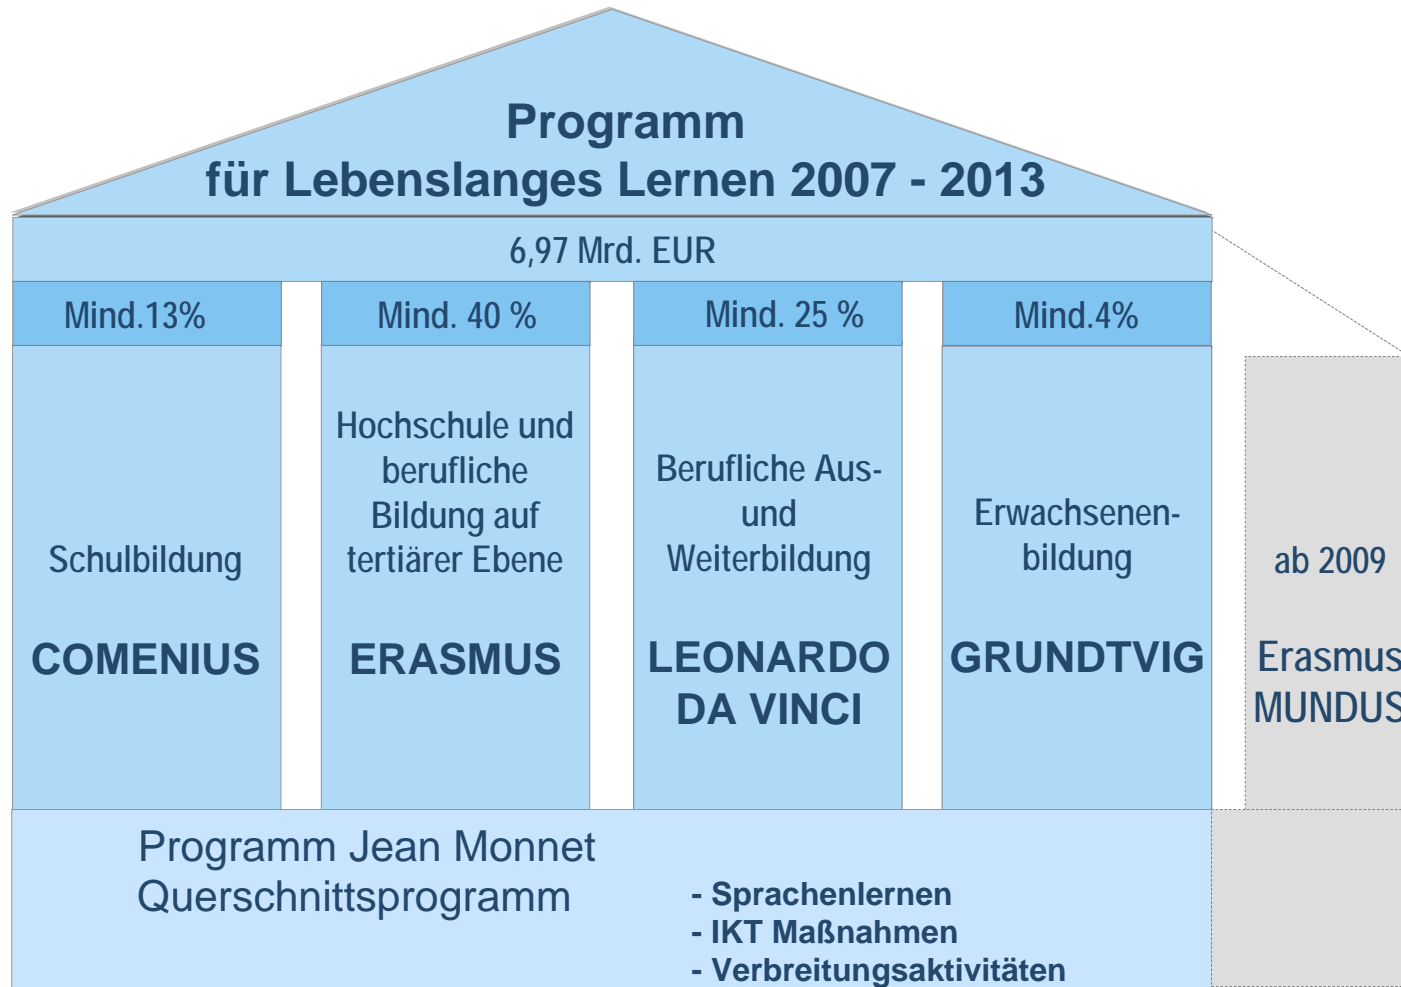 Programm
für Lebenslanges Lernen 2007 - 2013
6,97 Mrd. EUR
Mind.13%
Mind. 40 %
Mind. 25 %
Mind.4%
Schulbildung
COMENIUS
Hochschule und
berufliche
Bildung auf
tertiärer Ebene
ERASMUS
Berufliche Aus-
und
Weiterbildung
LEONARDO
DA VINCI
Erwachsenen-
bildung
GRUNDTVIG
ab 2009
Erasmus
MUNDUS
Programm Jean Monnet
Querschnittsprogramm
- Sprachenlernen
- IKT Maßnahmen
- Verbreitungsaktivitäten